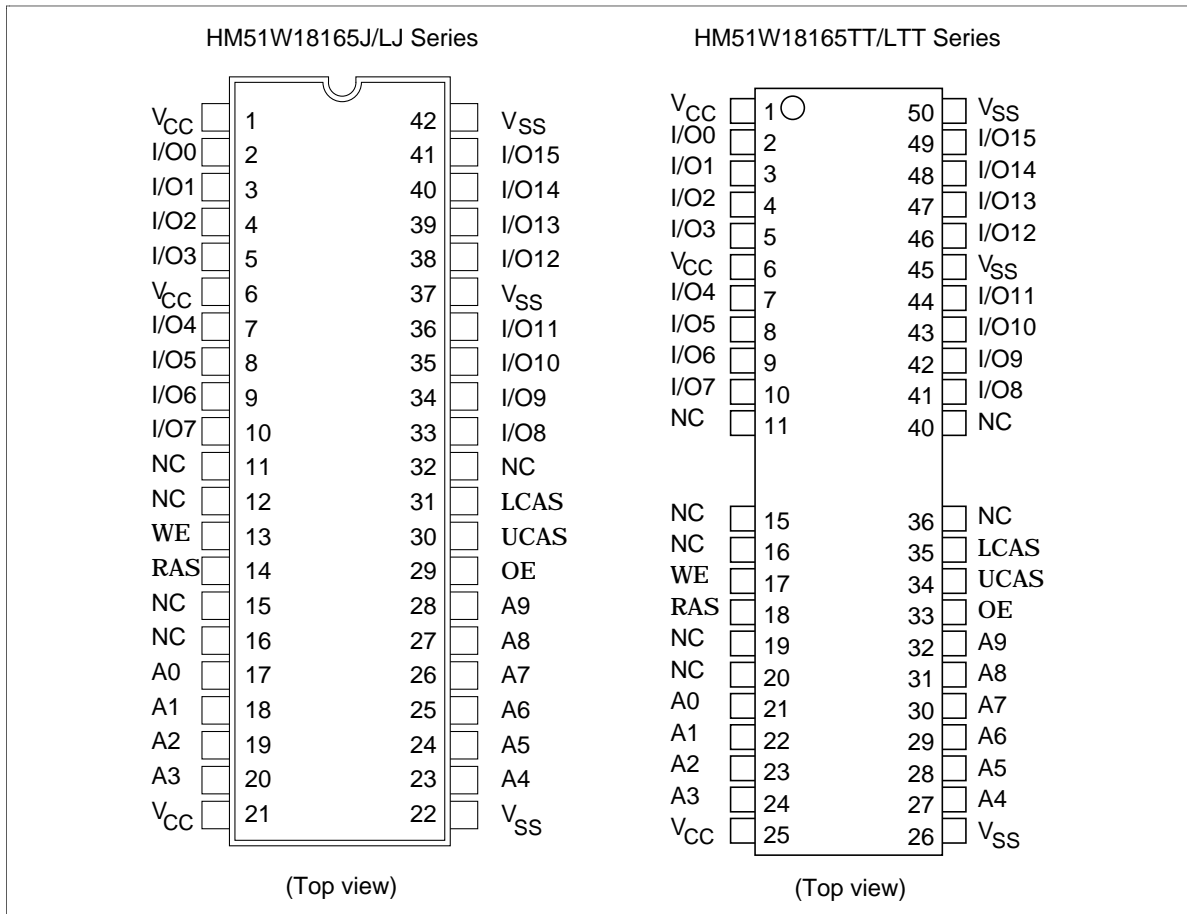 HM51W18165J/LJ Series
VCC 1 42 VSS
I/O0 2 41 I/O15
I/O1 3 40 I/O14
I/O2 4 39 I/O13
I/O3 5 38 I/O12
VCC 6 37 VSS
I/O4 7 36 I/O11
I/O5 8 35 I/O10
I/O6 9 34 I/O9
I/O7 10 33 I/O8
NC 11 32 NC
NC 12 31 LCAS
WE 13 30 UCAS
RAS 14 29 OE
NC 15 28 A9
NC 16 27 A8
A0 17 26 A7
A1 18 25 A6
A2 19 24 A5
A3 20 23 A4
VCC 21 22 VSS
(Top view)
HM51W18165TT/LTT Series
VCC 1 50 VSS
I/O0 2 49 I/O15
I/O1 3 48 I/O14
I/O2 4 47 I/O13
I/O3 5 46 I/O12
VCC 6 45 VSS
I/O4 7 44 I/O11
I/O5 8 43 I/O10
I/O6 9 42 I/O9
I/O7 10 41 I/O8
NC 11 40 NC
NC 15 36 NC
NC 16 35 LCAS
WE 17 34 UCAS
RAS 18 33 OE
NC 19 32 A9
NC 20 31 A8
A0 21 30 A7
A1 22 29 A6
A2 23 28 A5
A3 24 27 A4
VCC 25 26 VSS
(Top view)